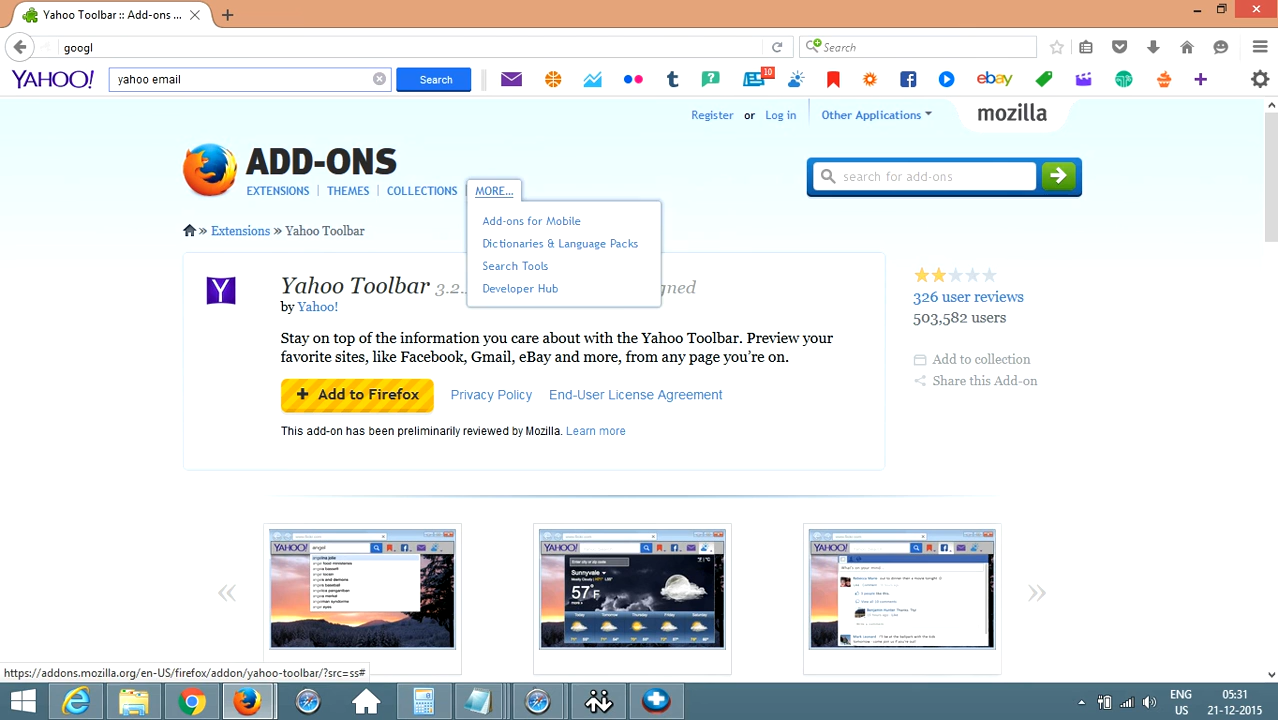 Yahoo Toolbar :: Add-ons ...
googl
Search
YAHOO!
yahoo email
Search
10
ebay
Register or Log in
Other Applications
mozilla
ADD-ONS
EXTENSIONS THEMES COLLECTIONS MORE...
search for add-ons
Add-ons for Mobile
Dictionaries & Language Packs
Search Tools
Developer Hub
» Extensions » Yahoo Toolbar
Yahoo Toolbar
by Yahoo!
Stay on top of the information you care about with the Yahoo Toolbar. Preview your
favorite sites, like Facebook, Gmail, eBay and more, from any page you're on.
+ Add to Firefox
Privacy Policy
End-User License Agreement
This add-on has been preliminarily reviewed by Mozilla. Learn more
326 user reviews
503,582 users
Add to collection
Share this Add-on
YAHOO!
angel
YAHOO!
Sunnyvale
57°F
YAHOO!
https://addons.mozilla.org/en-US/firefox/addon/yahoo-toolbar/?src=ss#
ENG
US
05:31
21-12-2015